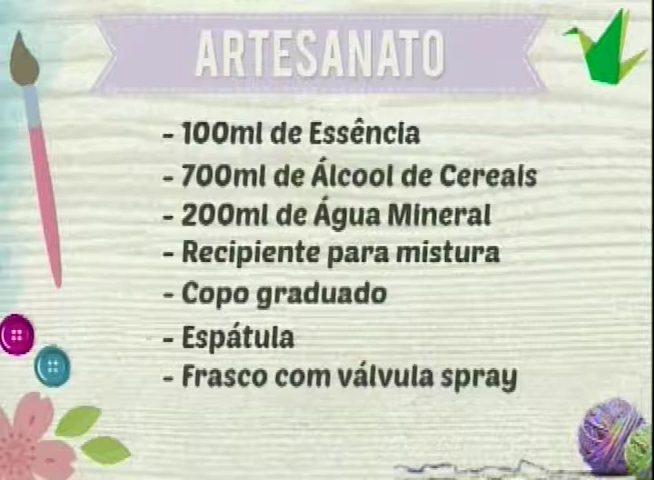 ARTESANATO
- 100ml de Essência
- 700ml de Álcool de Cereais
- 200ml de Água Mineral
- Recipiente para mistura
- Copo graduado
- Espátula
- Frasco com válvula spray